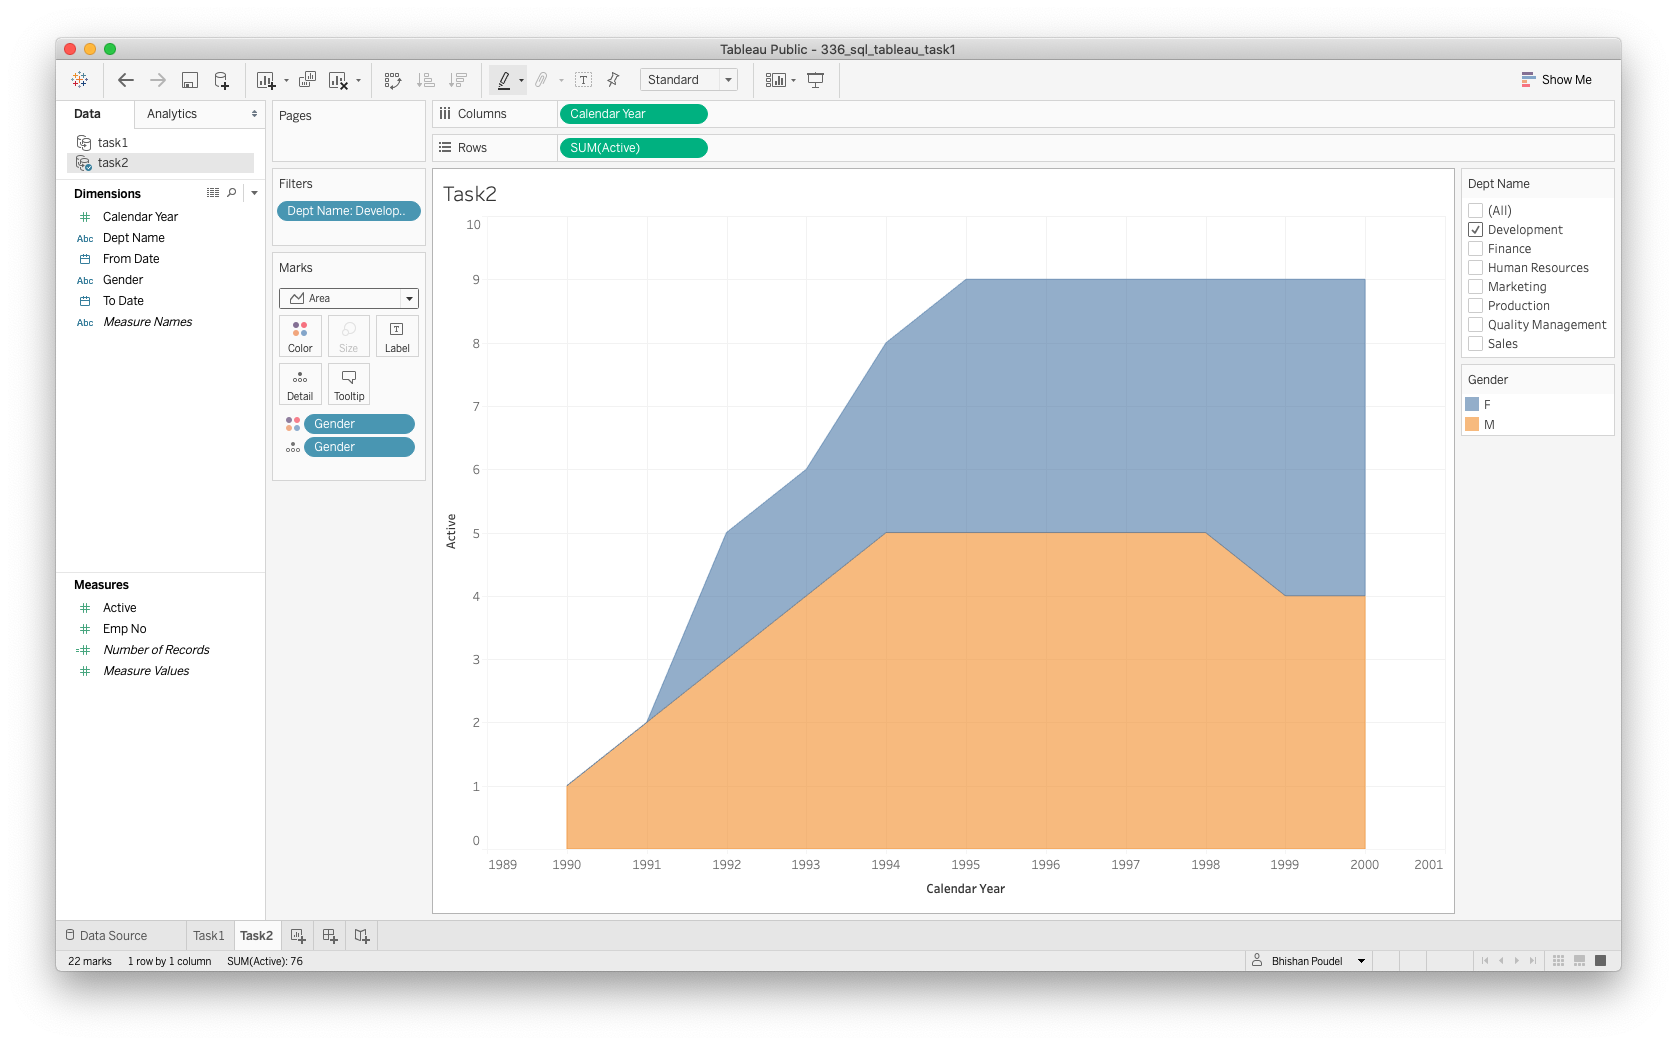 Tableau Public - 336_sql_tableau_task1
Standard
Show Me
Data
Analytics
task1
task2
Dimensions
Calendar Year
Abc Dept Name
From Date
Abc Gender
To Date
Abc Measure Names
Measures
Active
Emp No
Number of Records
Measure Values
Pages
Filters
Dept Name: Develop..
Marks
Area
Color
Size
Label
Detail
Tooltip
Gender
Gender
Columns
Calendar Year
Rows
SUM(Active)
Task2
10
9
8
7
6
5
4
3
2
1
0
Active
1989 1990 1991 1992 1993 1994 1995 1996 1997 1998 1999 2000 2001
Calendar Year
Dept Name
(All)
Development
Finance
Human Resources
Marketing
Production
Quality Management
Sales
Gender
F
M
Data Source
Task1
Task2
22 marks 1 row by 1 column SUM(Active): 76
Bhishan Poudel